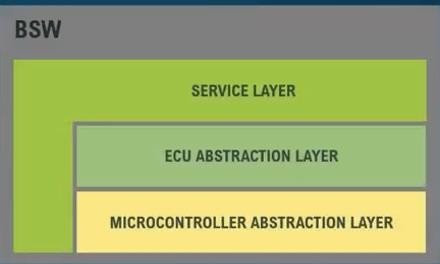 BSW
SERVICE LAYER
ECU ABSTRACTION LAYER
MICROCONTROLLER ABSTRACTION LAYER